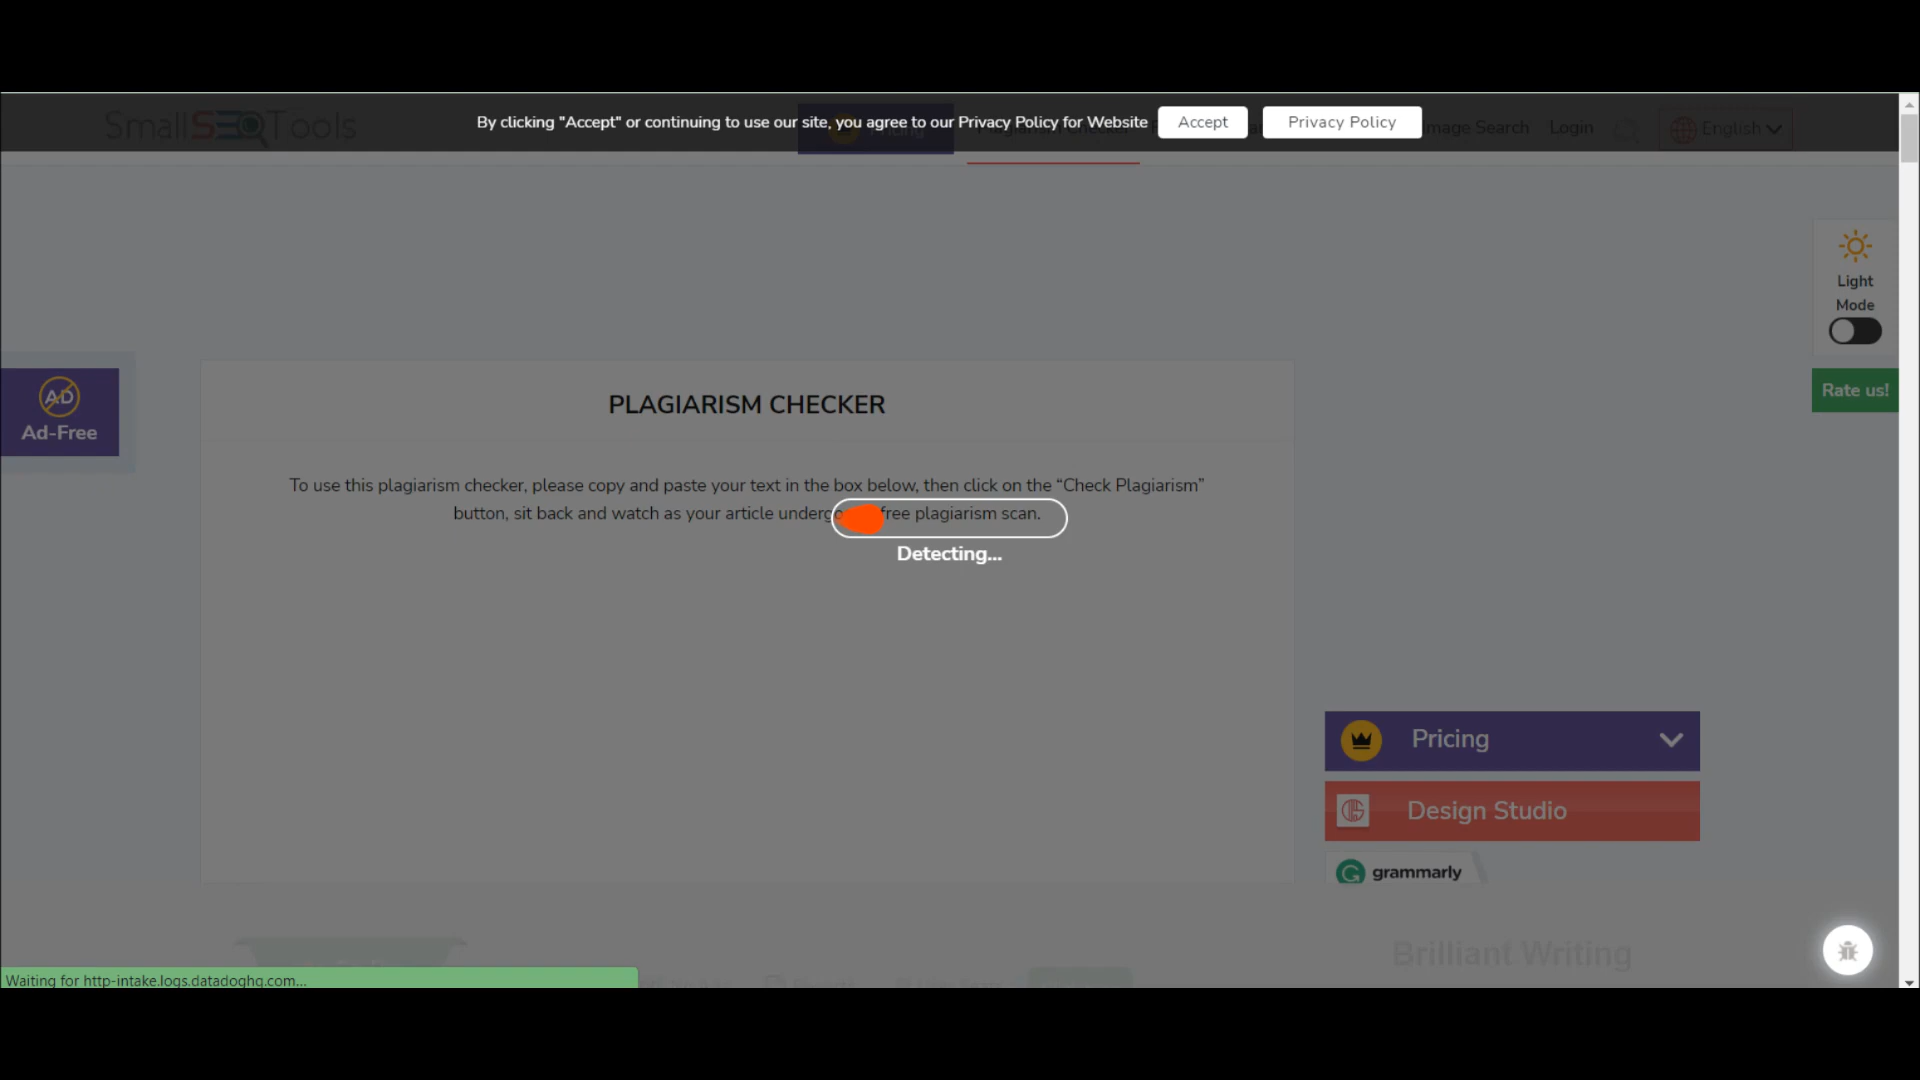 SmallSEOTools
By clicking "Accept" or continuing to use our site, you agree to our Privacy Policy for Website
Accept
Privacy Policy
Image Search
Login
English
Light
Mode
Rate us!
AD
Ad-Free
PLAGIARISM CHECKER
To use this plagiarism checker, please copy and paste your text in the box below, then click on the “Check Plagiarism”
button, sit back and watch as your article free plagiarism scan.
Detecting...
Pricing
Design Studio
grammarly
Brilliant Writing
Waiting for http-intake.logs.datadoghq.com...